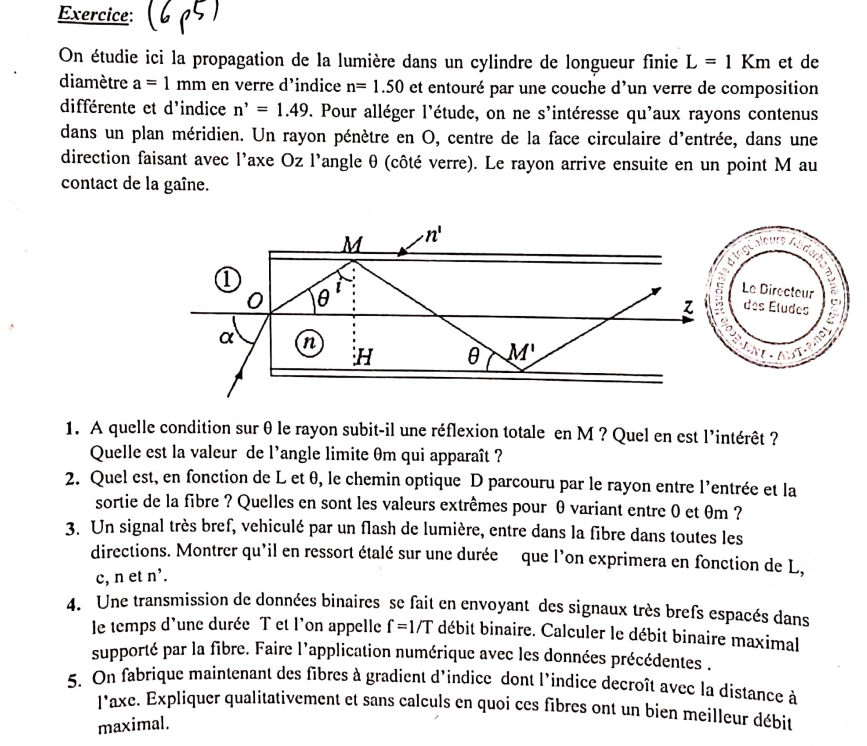 Exercice: (6 p5)
On étudie ici la propagation de la lumière dans un cylindre de longueur finie L = 1 Km et de
diamètre a = 1 mm en verre d'indice n= 1.50 et entouré par une couche d'un verre de composition
différente et d'indice n' = 1.49. Pour alléger l'étude, on ne s'intéresse qu'aux rayons contenus
dans un plan méridien. Un rayon pénètre en O, centre de la face circulaire d'entrée, dans une
direction faisant avec l'axe Oz l'angle θ (côté verre). Le rayon arrive ensuite en un point M au
contact de la gaîne.
M n'
1
O θ i
z
α n
H θ M'
Le Directeur
des Etudes
1. A quelle condition sur θ le rayon subit-il une réflexion totale en M ? Quel en est l'intérêt ?
Quelle est la valeur de l'angle limite θm qui apparaît ?
2. Quel est, en fonction de L et θ, le chemin optique D parcouru par le rayon entre l'entrée et la
sortie de la fibre ? Quelles en sont les valeurs extrêmes pour θ variant entre 0 et θm ?
3. Un signal très bref, vehiculé par un flash de lumière, entre dans la fibre dans toutes les
directions. Montrer qu'il en ressort étalé sur une durée que l'on exprimera en fonction de L,
c, n et n'.
4. Une transmission de données binaires se fait en envoyant des signaux très brefs espacés dans
le temps d'une durée T et l'on appelle f =1/T débit binaire. Calculer le débit binaire maximal
supporté par la fibre. Faire l'application numérique avec les données précédentes .
5. On fabrique maintenant des fibres à gradient d'indice dont l'indice decroît avec la distance à
l'axe. Expliquer qualitativement et sans calculs en quoi ces fibres ont un bien meilleur débit
maximal.